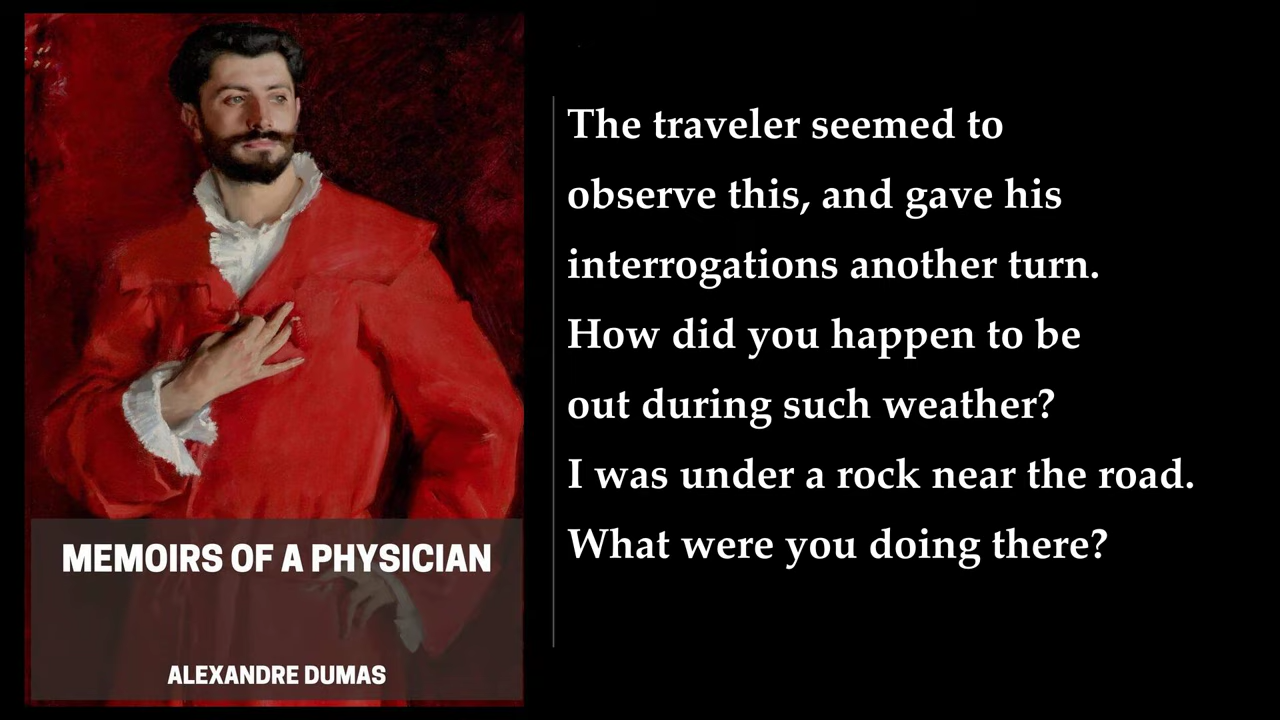 MEMOIRS OF A PHYSICIAN
ALEXANDRE DUMAS
The traveler seemed to
observe this, and gave his
interrogations another turn.
How did you happen to be
out during such weather?
I was under a rock near the road.
What were you doing there?